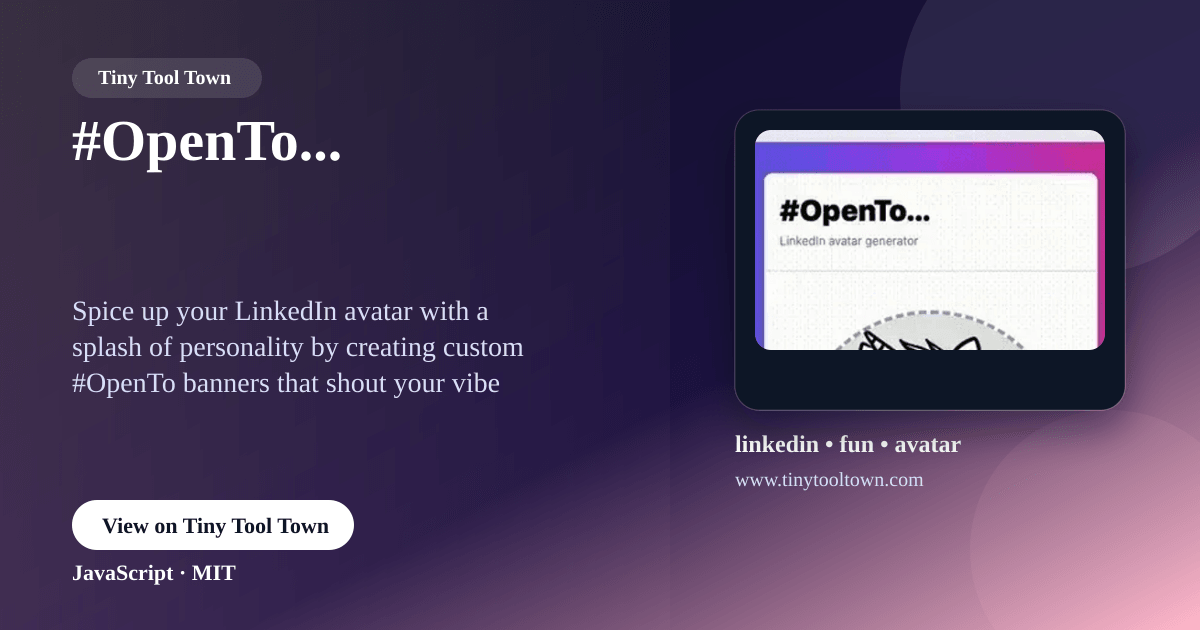 Tiny Tool Town
#OpenTo...
Spice up your LinkedIn avatar with a
splash of personality by creating custom
#OpenTo banners that shout your vibe
View on Tiny Tool Town
JavaScript · MIT
#OpenTo...
LinkedIn avatar generator
linkedin • fun • avatar
www.tinytooltown.com